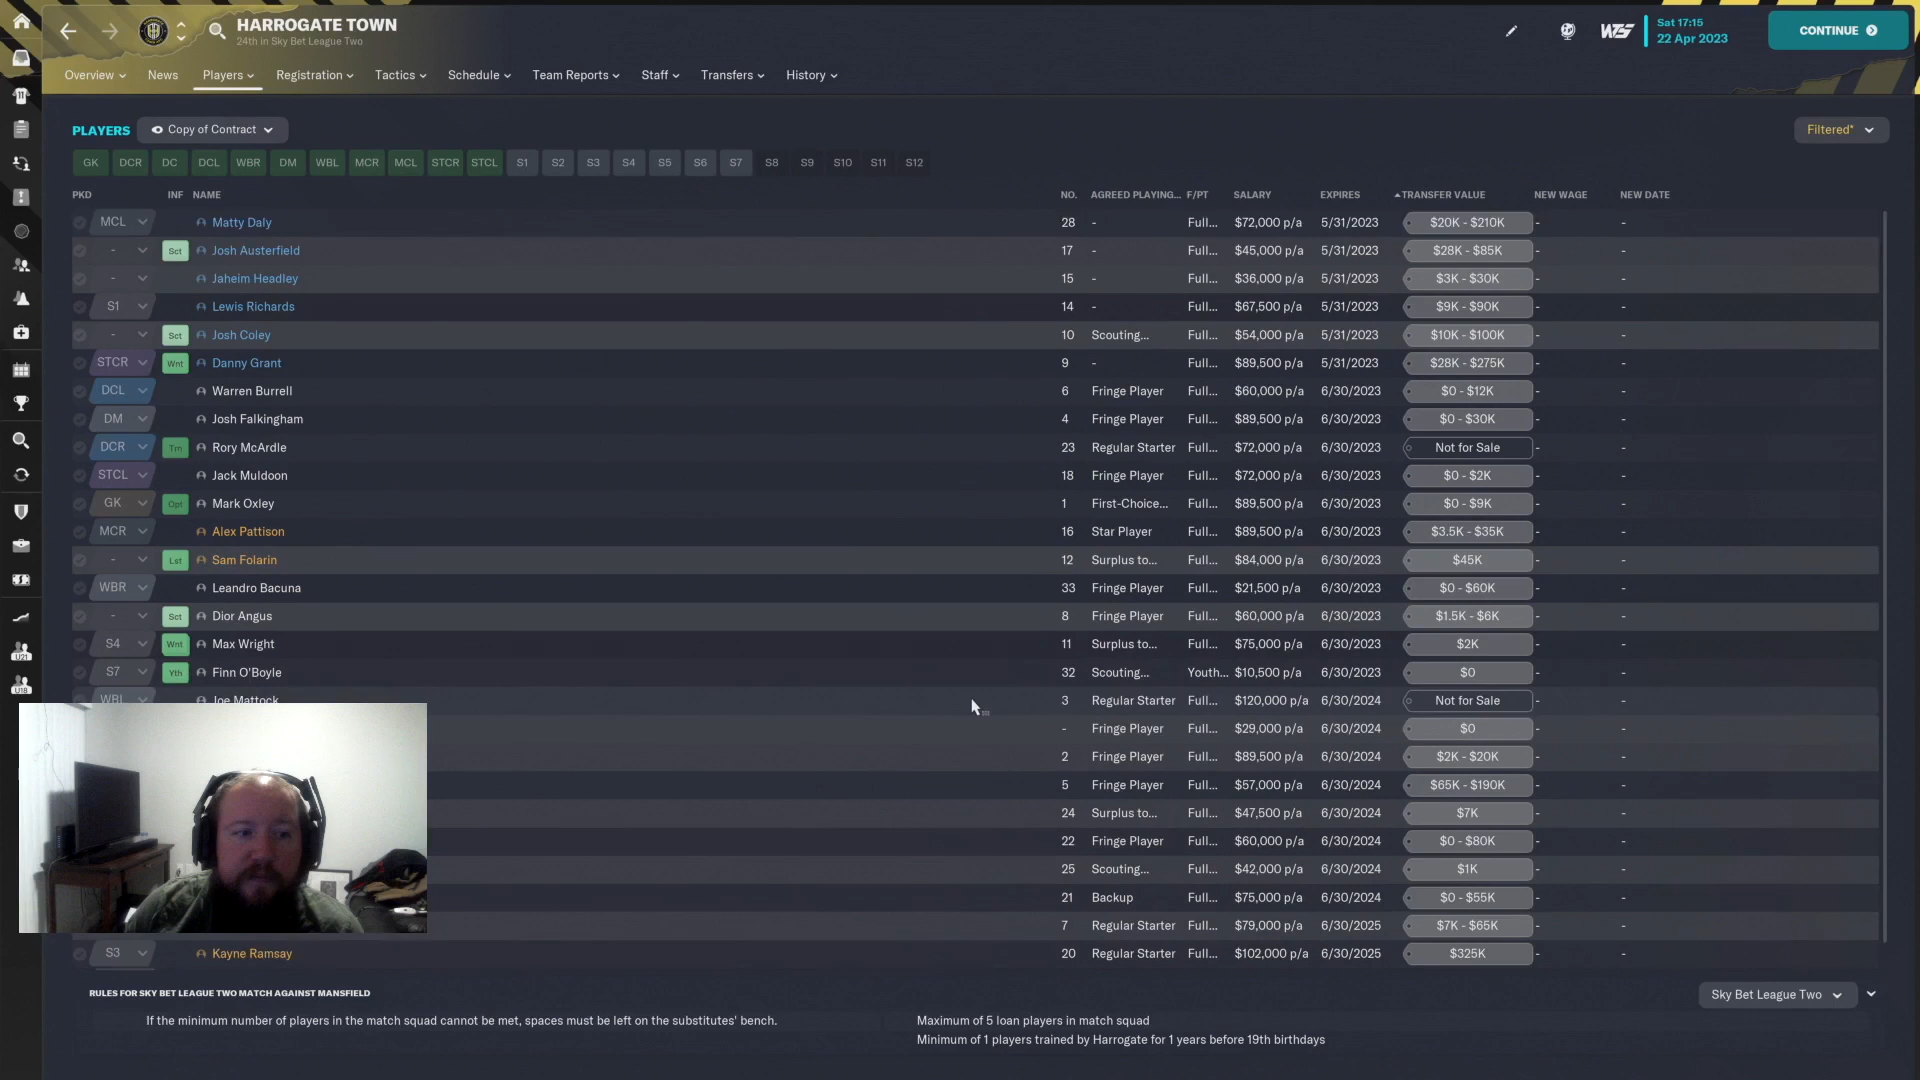 HARROGATE TOWN
24th in Sky Bet League Two
Sat 17:15
22 Apr 2023
CONTINUE
Overview News Players Registration Tactics Schedule Team Reports Staff Transfers History
PLAYERS Copy of Contract Filtered*
GK DCR DC DCL WBR DM WBL MCR MCL STCR STCL S1 S2 S3 S4 S5 S6 S7 S8 S9 S10 S11 S12
PKD INF NAME NO. AGREED PLAYING... F/PT SALARY EXPIRES TRANSFER VALUE NEW WAGE NEW DATE
MCL Matty Daly 28 - Full... $72,000 p/a 5/31/2023 $20K - $210K - -
- Sct Josh Austerfield 17 - Full... $45,000 p/a 5/31/2023 $28K - $85K - -
- Jaheim Headley 15 - Full... $36,000 p/a 5/31/2023 $3K - $30K - -
S1 Lewis Richards 14 - Full... $67,500 p/a 5/31/2023 $9K - $90K - -
- Sct Josh Coley 10 Scouting... Full... $54,000 p/a 5/31/2023 $10K - $100K - -
STCR Wnt Danny Grant 9 - Full... $89,500 p/a 5/31/2023 $28K - $275K - -
DCL Warren Burrell 6 Fringe Player Full... $60,000 p/a 6/30/2023 $0 - $12K - -
DM Josh Falkingham 4 Fringe Player Full... $89,500 p/a 6/30/2023 $0 - $30K - -
DCR Trn Rory McArdle 23 Regular Starter Full... $72,000 p/a 6/30/2023 Not for Sale - -
STCL Jack Muldoon 18 Fringe Player Full... $72,000 p/a 6/30/2023 $0 - $2K - -
GK Opt Mark Oxley 1 First-Choice... Full... $89,500 p/a 6/30/2023 $0 - $9K - -
MCR Alex Pattison 16 Star Player Full... $89,500 p/a 6/30/2023 $3.5K - $35K - -
- Lst Sam Folarin 12 Surplus to... Full... $84,000 p/a 6/30/2023 $45K - -
WBR Leandro Bacuna 33 Fringe Player Full... $21,500 p/a 6/30/2023 $0 - $60K - -
- Sct Dior Angus 8 Fringe Player Full... $60,000 p/a 6/30/2023 $1.5K - $6K - -
S4 Wnt Max Wright 11 Surplus to... Full... $75,000 p/a 6/30/2023 $2K - -
S7 Yth Finn O'Boyle 32 Scouting... Youth... $10,500 p/a 6/30/2023 $0 - -
WBL Joe Mattock 3 Regular Starter Full... $120,000 p/a 6/30/2024 Not for Sale - -
- Fringe Player Full... $29,000 p/a 6/30/2024 $0 - -
2 Fringe Player Full... $89,500 p/a 6/30/2024 $2K - $20K - -
5 Fringe Player Full... $57,000 p/a 6/30/2024 $65K - $190K - -
24 Surplus to... Full... $47,500 p/a 6/30/2024 $7K - -
22 Fringe Player Full... $60,000 p/a 6/30/2024 $0 - $80K - -
25 Scouting... Full... $42,000 p/a 6/30/2024 $1K - -
21 Backup Full... $75,000 p/a 6/30/2024 $0 - $55K - -
7 Regular Starter Full... $79,000 p/a 6/30/2025 $7K - $65K - -
S3 Kayne Ramsay 20 Regular Starter Full... $102,000 p/a 6/30/2025 $325K - -
RULES FOR SKY BET LEAGUE TWO MATCH AGAINST MANSFIELD
Sky Bet League Two
If the minimum number of players in the match squad cannot be met, spaces must be left on the substitutes' bench.
Maximum of 5 loan players in match squad
Minimum of 1 players trained by Harrogate for 1 years before 19th birthdays
U21
U18